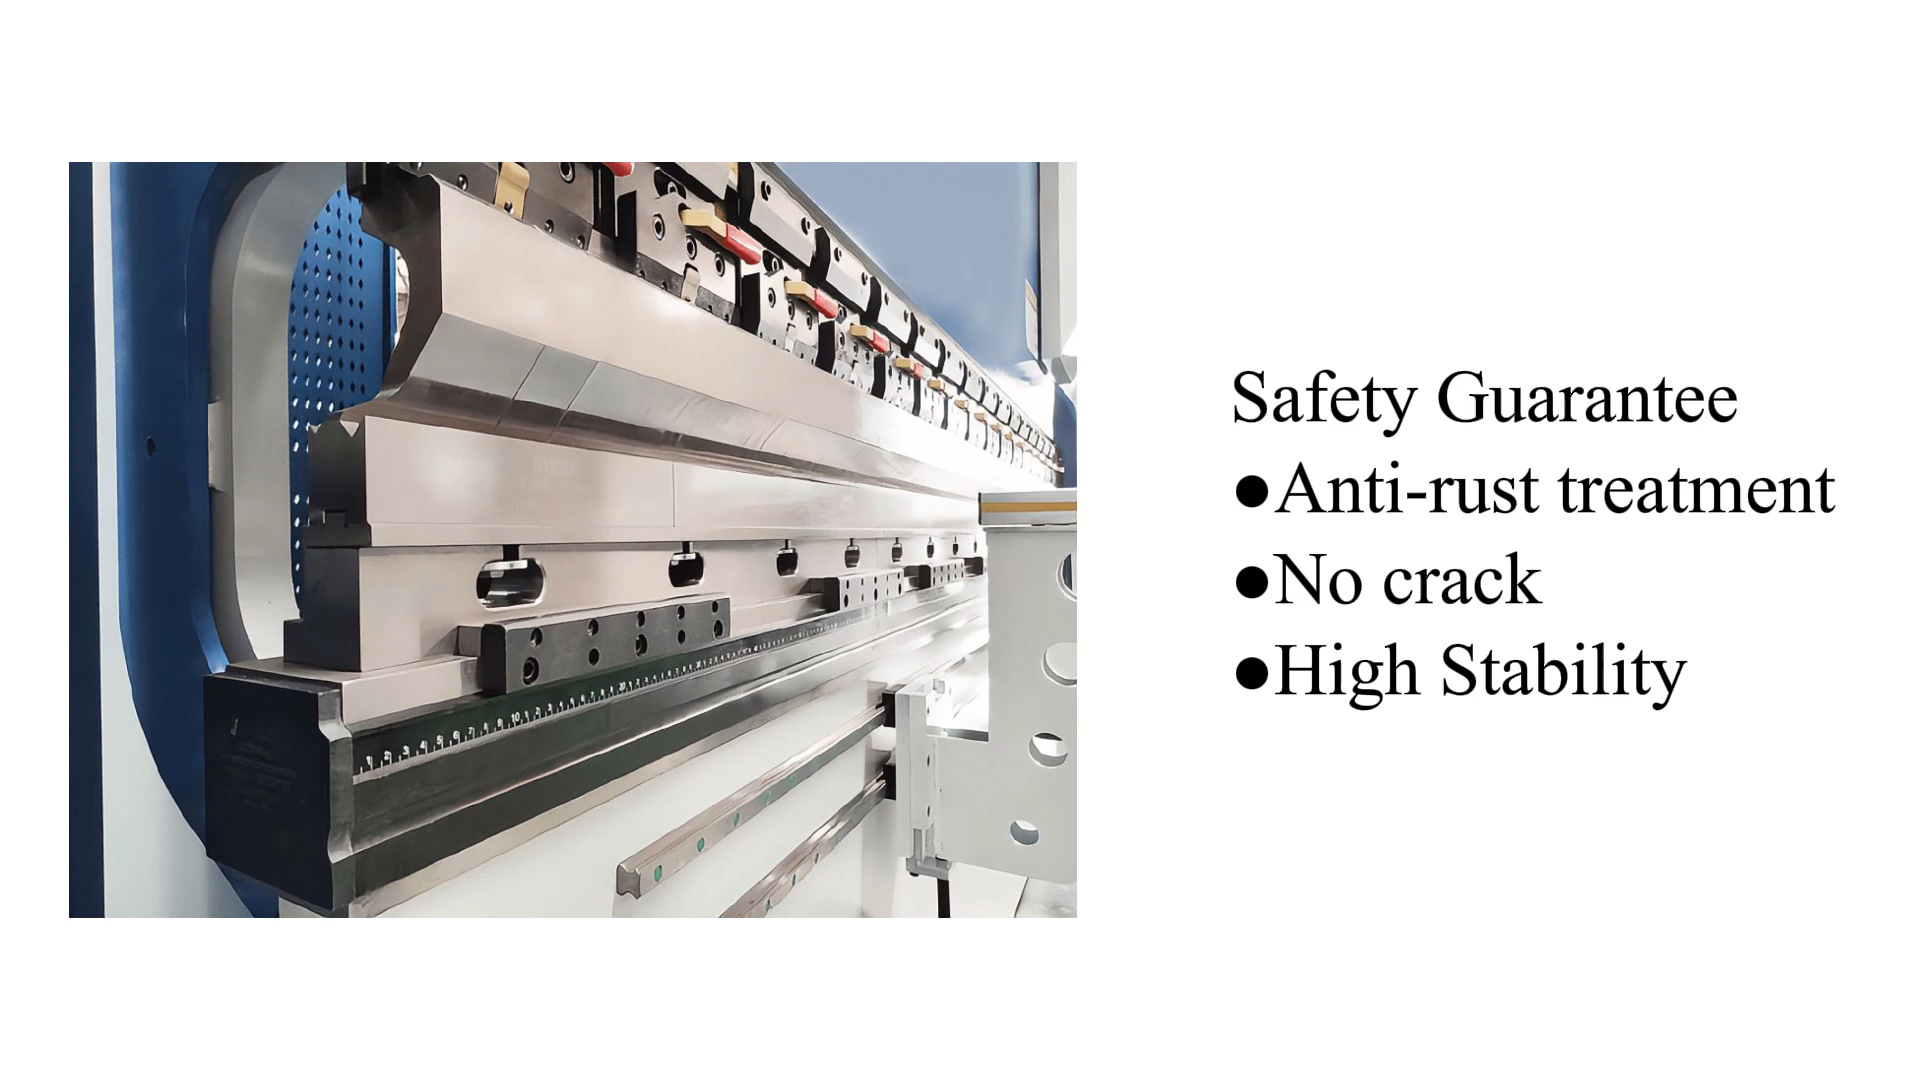 Safety Guarantee
●Anti-rust treatment
●No crack
●High Stability